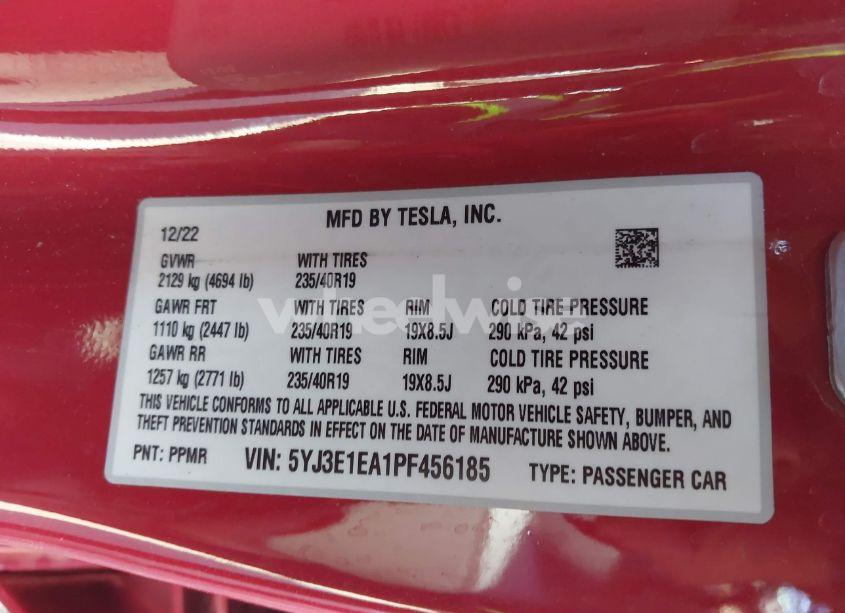 MFD BY TESLA, INC.
12/22
GVWR WITH TIRES
2129 kg (4694 lb) 235/40R19
GAWR FRT WITH TIRES RIM COLD TIRE PRESSURE
1110 kg (2447 lb) 235/40R19 19X8.5J 290 kPa, 42 psi
GAWR RR WITH TIRES RIM COLD TIRE PRESSURE
1257 kg (2771 lb) 235/40R19 19X8.5J 290 kPa, 42 psi
THIS VEHICLE CONFORMS TO ALL APPLICABLE U.S. FEDERAL MOTOR VEHICLE SAFETY, BUMPER, AND
THEFT PREVENTION STANDARDS IN EFFECT ON THE DATE OF MANUFACTURE SHOWN ABOVE.
PNT: PPMR VIN: 5YJ3E1EA1PF456185 TYPE: PASSENGER CAR
wheelwise